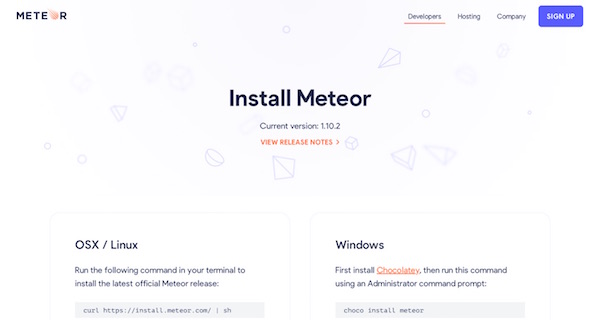 METEOR
Developers
Hosting
Company
SIGN UP
Install Meteor
Current version: 1.10.2
VIEW RELEASE NOTES >
OSX / Linux
Run the following command in your terminal to
install the latest official Meteor release:
curl https://install.meteor.com/ | sh
Windows
First install Chocolatey, then run this command
using an Administrator command prompt:
choco install meteor